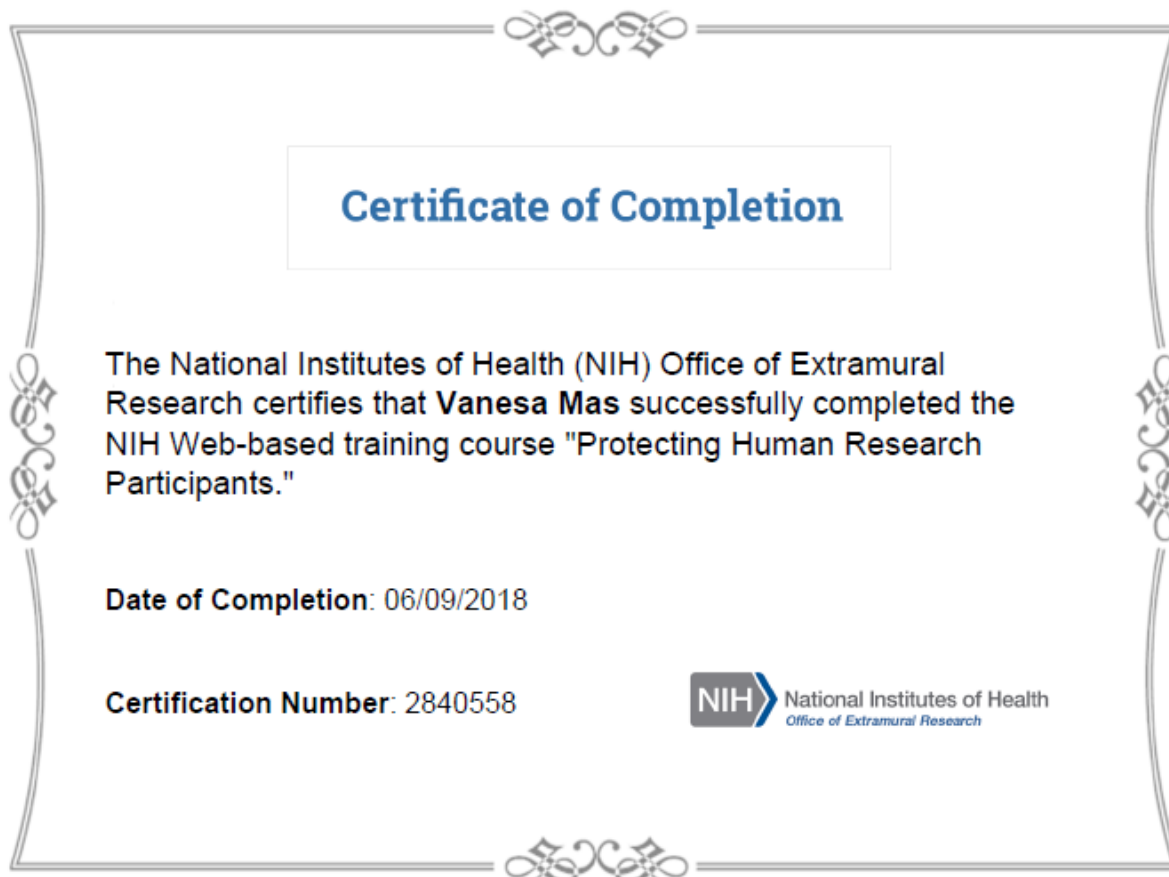 Certificate of Completion
The National Institutes of Health (NIH) Office of Extramural
Research certifies that Vanesa Mas successfully completed the
NIH Web-based training course "Protecting Human Research
Participants."
Date of Completion: 06/09/2018
Certification Number: 2840558
NIH National Institutes of Health
Office of Extramural Research